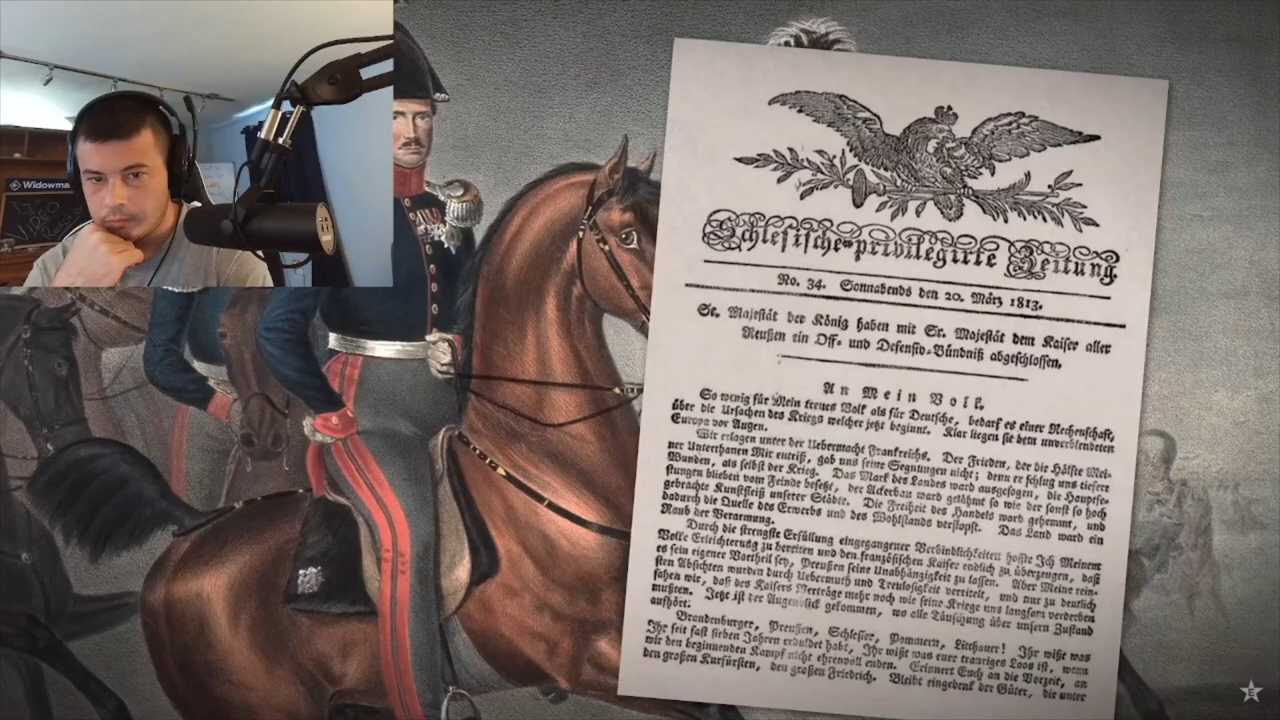 Widowma
VIDEO
Schlesische privilegirte Zeitung.
No. 34. Sonnabends den 20. März 1813.
Se. Majestät der König haben mit Sr. Majestät dem Kaiser aller
Reußen ein Off- und Defensiv-Bündniß abgeschlossen.
An Mein Volk.
So wenig für Mein treues Volk als für Deutsche, bedarf es einer Rechenschaft,
über die Ursachen des Kriegs welcher jetzt beginnt. Klar liegen sie dem unverblendeten
Europa vor Augen.
Wir erlagen unter der Uebermacht Frankreichs. Der Frieden, der die Hälfte Mei-
ner Unterthanen Mir entriß, gab uns seine Segnungen nicht; denn er schlug uns tiefere
Wunden, als selbst der Krieg. Das Mark des Landes ward ausgesogen, die Hauptfe-
stungen blieben vom Feinde besetzt, der Ackerbau ward gelähmt so wie der sonst so hoch
gebrachte Kunstfleiß unserer Städte. Die Freiheit des Handels ward gehemmt, und
dadurch die Quelle des Erwerbs und des Wohlstands verstopft. Das Land ward ein
Raub der Verarmung.
Durch die strengste Erfüllung eingegangener Verbindlichkeiten hoffte Ich Meinem
Volke Erleichterung zu bereiten und den französischen Kaiser endlich zu überzeugen, daß
es sein eigener Vortheil sey, Preußen seine Unabhängigkeit zu lassen. Aber Meine rein-
sten Absichten wurden durch Uebermuth und Treulosigkeit vereitelt, und nur zu deutlich
sahen wir, daß des Kaisers Verträge mehr noch wie seine Kriege uns langsam verderben
mußten. Jetzt ist der Augenblick gekommen, wo alle Täuschung über unsern Zustand
aufhört.
Brandenburger, Preußen, Schlesier, Pommern, Litthauer! Ihr wißt was
Ihr seit fast sieben Jahren erduldet habt, Ihr wißt was euer trauriges Loos ist, wenn
wir den beginnenden Kampf nicht ehrenvoll enden. Erinnert Euch an die Vorzeit, an
den großen Kurfürsten, den großen Friedrich. Bleibt eingedenk der Güter, die unter
E